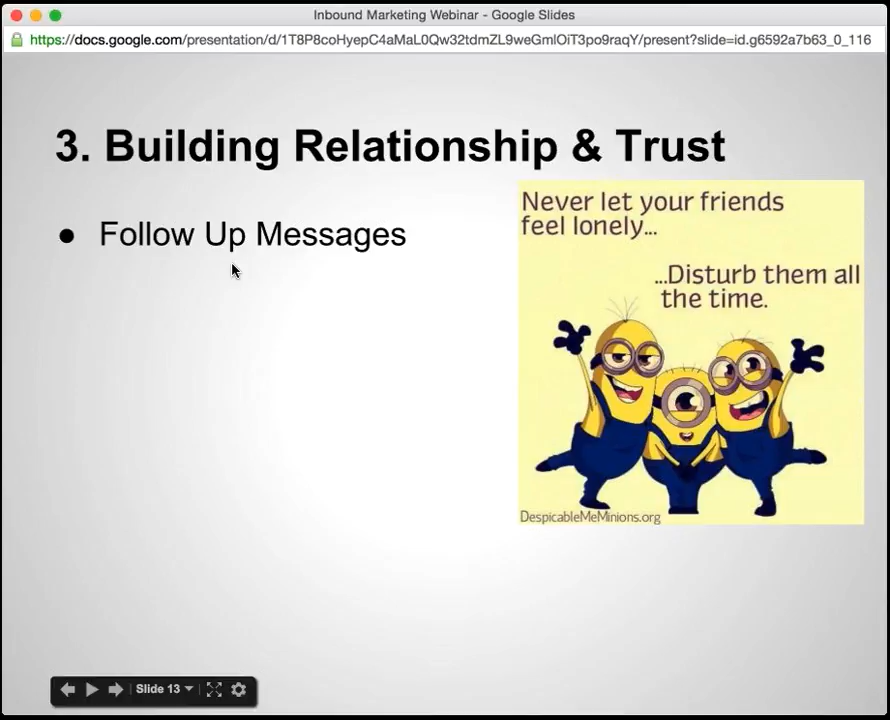 Inbound Marketing Webinar - Google Slides
https://docs.google.com/presentation/d/1T8P8coHyepC4aMaL0Qw32tdmZL9weGmlOiT3po9raqY/present?slide=id.g6592a7b63_0_116
3. Building Relationship & Trust
● Follow Up Messages
Never let your friends
feel lonely...
...Disturb them all
the time.
DespicableMeMinions.org
Slide 13